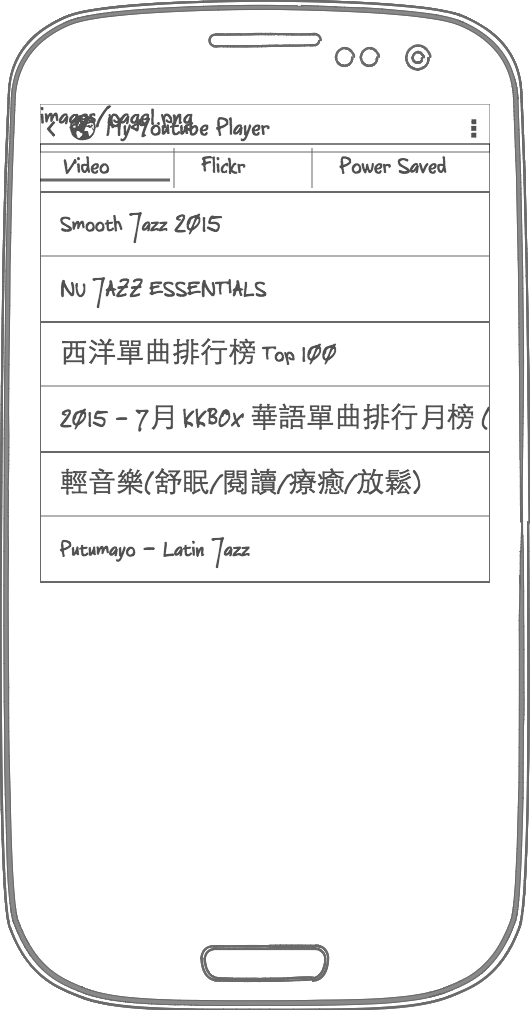 images/page1.png
My Youtube Player
Video Flickr Power Saved
Smooth Jazz 2015
NU JAZZ ESSENTIALS
西洋單曲排行榜 Top 100
2015 - 7月 KKBOX 華語單曲排行月榜 (
輕音樂(舒眠/閱讀/療癒/放鬆)
Putumayo - Latin Jazz